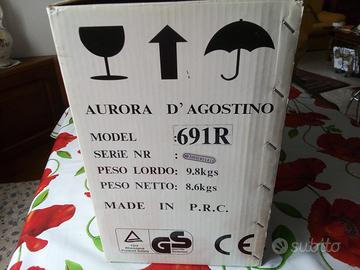 AURORA D'AGOSTINO
MODEL :691R
SERiE NR :
PESO LORDO: 9.8kgs
PESO NETTO: 8.6kgs
MADE IN P.R.C.
GS
CE
subito